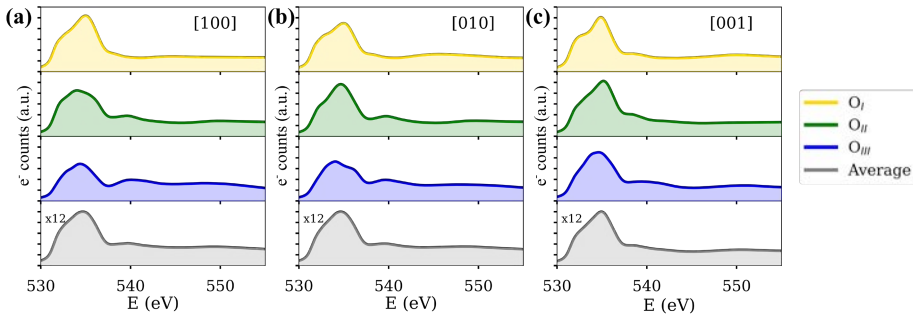 (a)
[100]
(b)
[010]
(c)
[001]
e⁻ counts (a.u.)
e⁻ counts (a.u.)
e⁻ counts (a.u.)
O_I
O_II
O_III
Average
x12
x12
x12
530 540 550
530 540 550
530 540 550
E (eV)
E (eV)
E (eV)